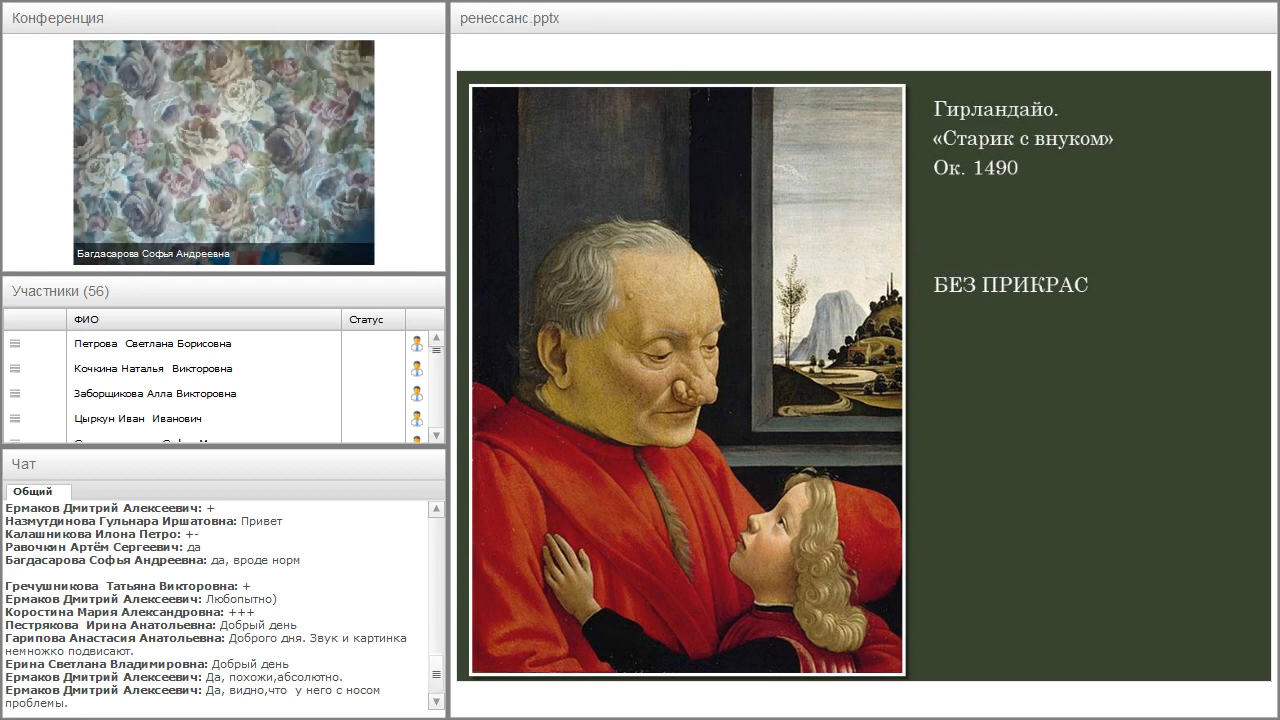 Конференция
Багдасарова Софья Андреевна
Участники (56)
ФИО
Статус
Петрова Светлана Борисовна
Кочкина Наталья Викторовна
Заборщикова Алла Викторовна
Цыркун Иван Иванович
Чат
Общий
Ермаков Дмитрий Алексеевич: +
Назмутдинова Гульнара Иршатовна: Привет
Калашникова Илона Петро: +-
Равочкин Артём Сергеевич: да
Багдасарова Софья Андреевна: да, вроде норм
Гречушникова Татьяна Викторовна: +
Ермаков Дмитрий Алексеевич: Любопытно)
Коростина Мария Александровна: +++
Пестрякова Ирина Анатольевна: Добрый день
Гарипова Анастасия Анатольевна: Доброго дня. Звук и картинка
немножко подвисают.
Ерина Светлана Владимировна: Добрый день
Ермаков Дмитрий Алексеевич: Да, похожи,абсолютно.
Ермаков Дмитрий Алексеевич: Да, видно,что у него с носом
проблемы.
ренессанс.pptx
Гирландайо.
«Старик с внуком»
Ок. 1490
БЕЗ ПРИКРАС